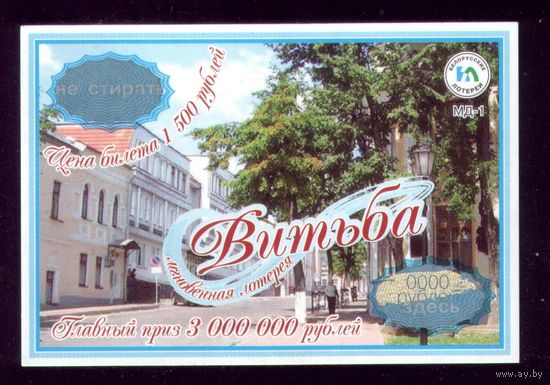 не стирать
Цена билета 1 500 рублей
БЕЛОРУССКИЕ
ЛОТЕРЕИ
МД-1
Витьба
мгновенная лотерея
0000
здесь
Главный приз 3 000 000 рублей
www.ay.by